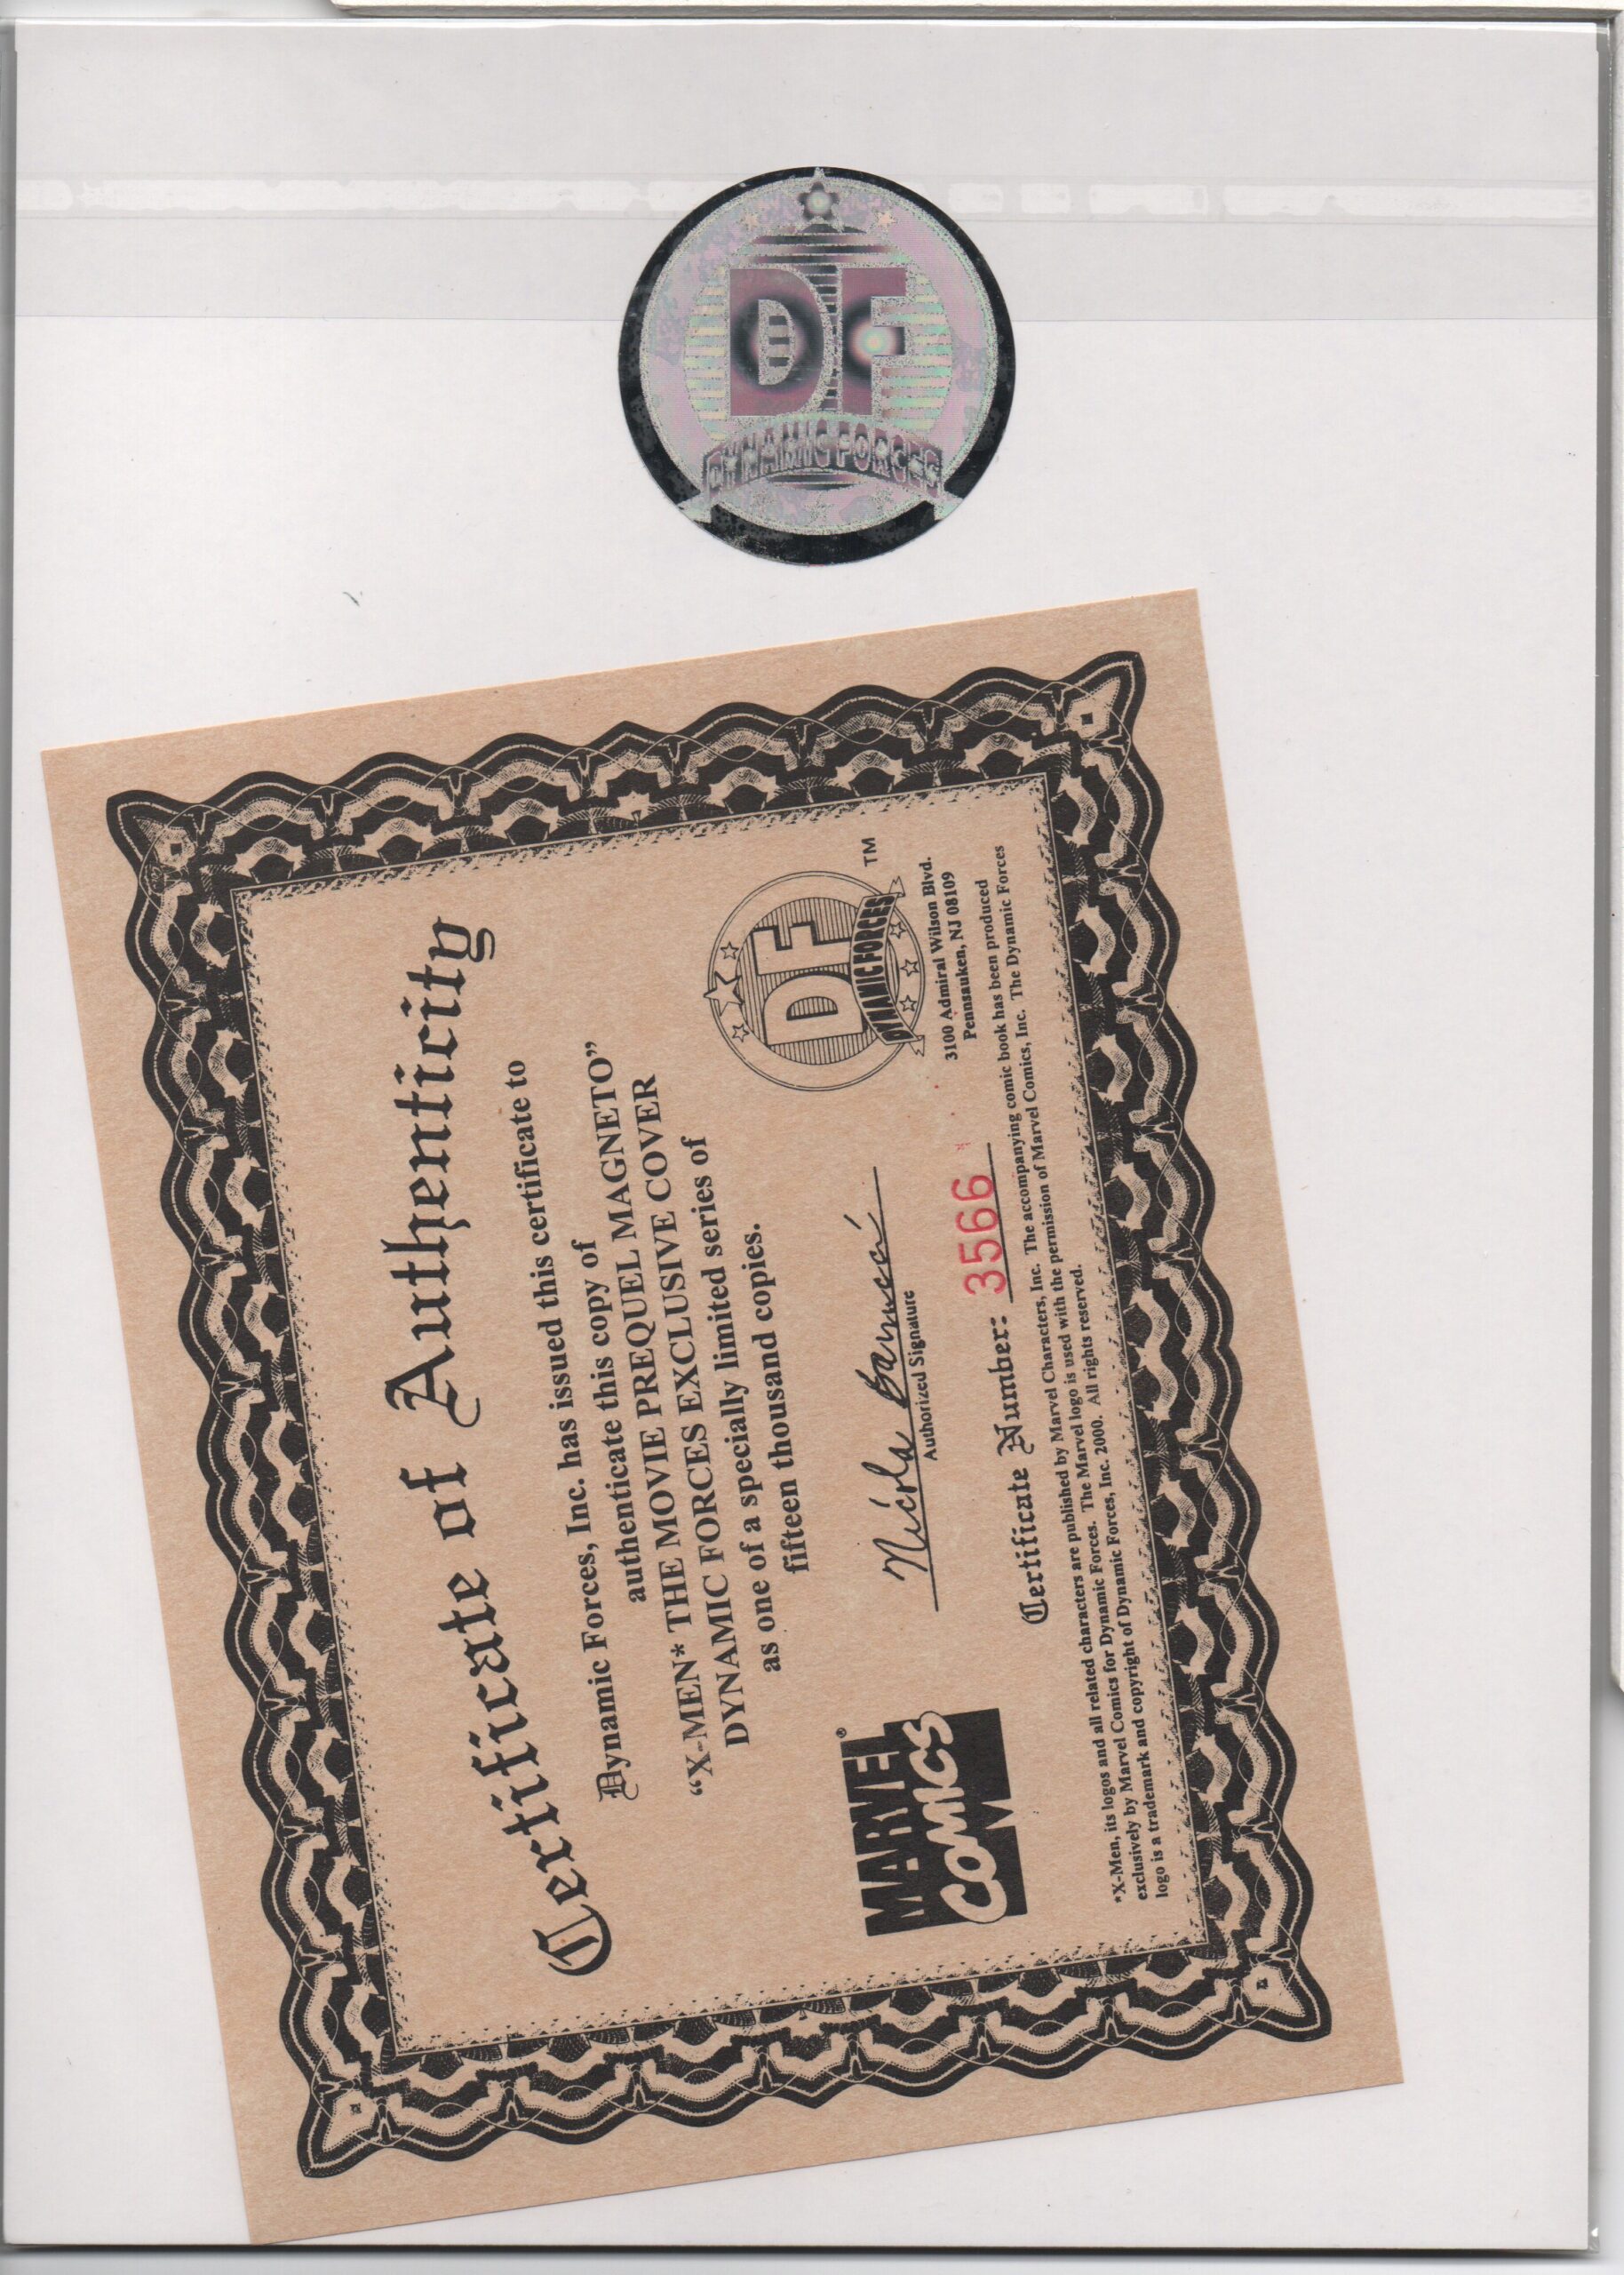 DF
DYNAMIC FORCES
Certificate of Authenticity
Dynamic Forces, Inc. has issued this certificate to
authenticate this copy of
“X-MEN* THE MOVIE PREQUEL MAGNETO”
DYNAMIC FORCES EXCLUSIVE COVER
as one of a specially limited series of
fifteen thousand copies.
MARVEL®
COMICS
Nicola Barrucci
Authorized Signature
Certificate Number: 3566
DF
DYNAMIC FORCES
TM
3100 Admiral Wilson Blvd.
Pennsauken, NJ 08109
*X-Men, its logos and all related characters are published by Marvel Characters, Inc. The accompanying comic book has been produced
exclusively by Marvel Comics for Dynamic Forces. The Marvel logo is used with the permission of Marvel Comics, Inc. The Dynamic Forces
logo is a trademark and copyright of Dynamic Forces, Inc. 2000. All rights reserved.